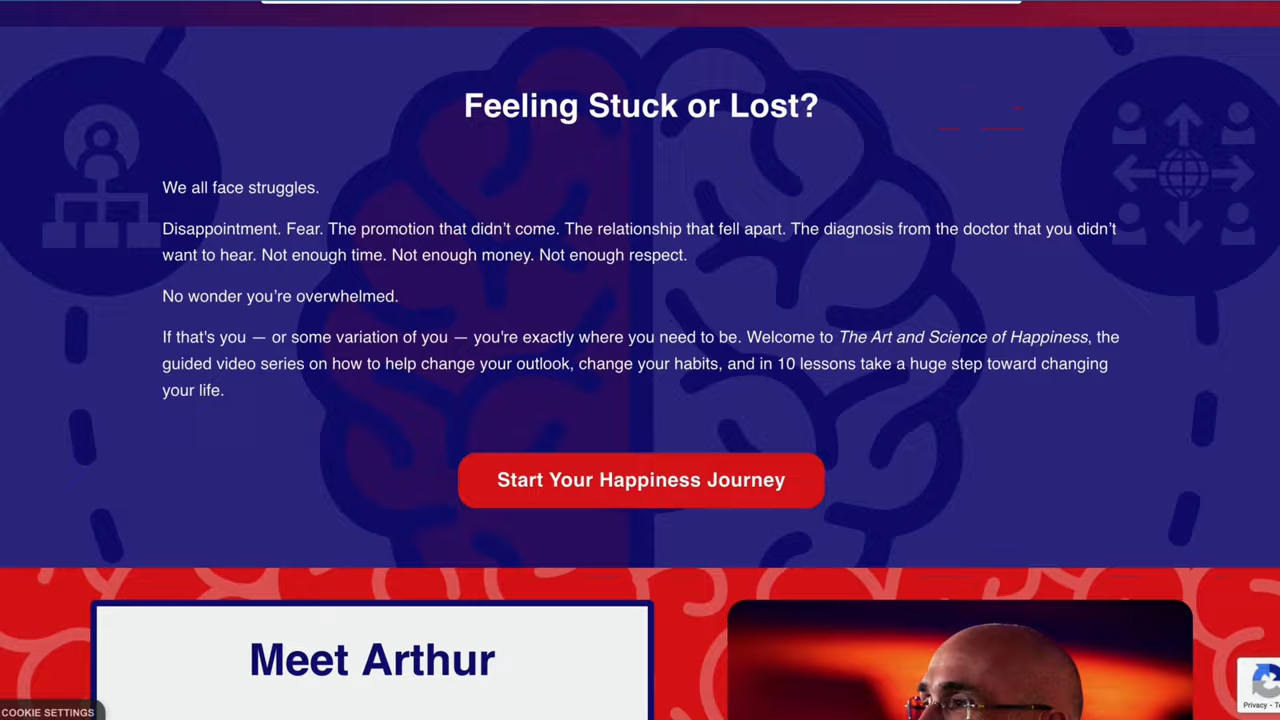 Feeling Stuck or Lost?
We all face struggles.
Disappointment. Fear. The promotion that didn’t come. The relationship that fell apart. The diagnosis from the doctor that you didn’t
want to hear. Not enough time. Not enough money. Not enough respect.
No wonder you’re overwhelmed.
If that's you — or some variation of you — you're exactly where you need to be. Welcome to The Art and Science of Happiness, the
guided video series on how to help change your outlook, change your habits, and in 10 lessons take a huge step toward changing
your life.
Start Your Happiness Journey
Meet Arthur
COOKIE SETTINGS
Privacy -